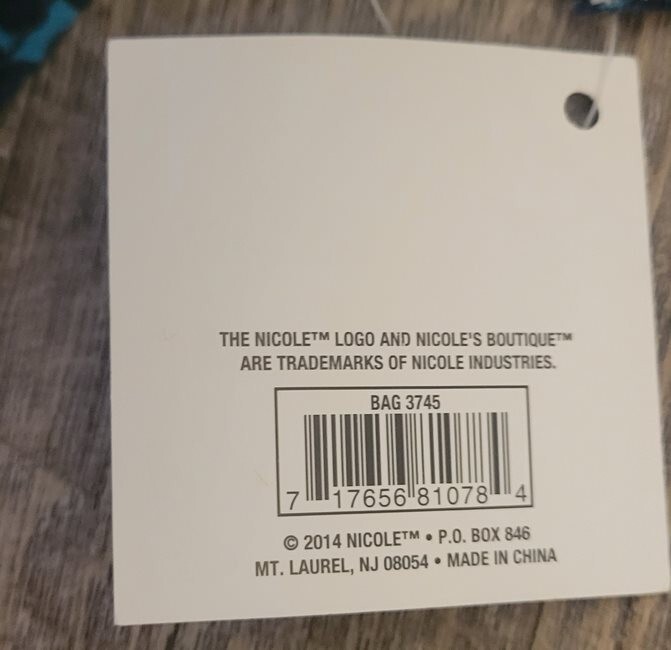 THE NICOLE™ LOGO AND NICOLE'S BOUTIQUE™
ARE TRADEMARKS OF NICOLE INDUSTRIES.
BAG 3745
7 17656 81078 4
© 2014 NICOLE™ • P.O. BOX 846
MT. LAUREL, NJ 08054 • MADE IN CHINA